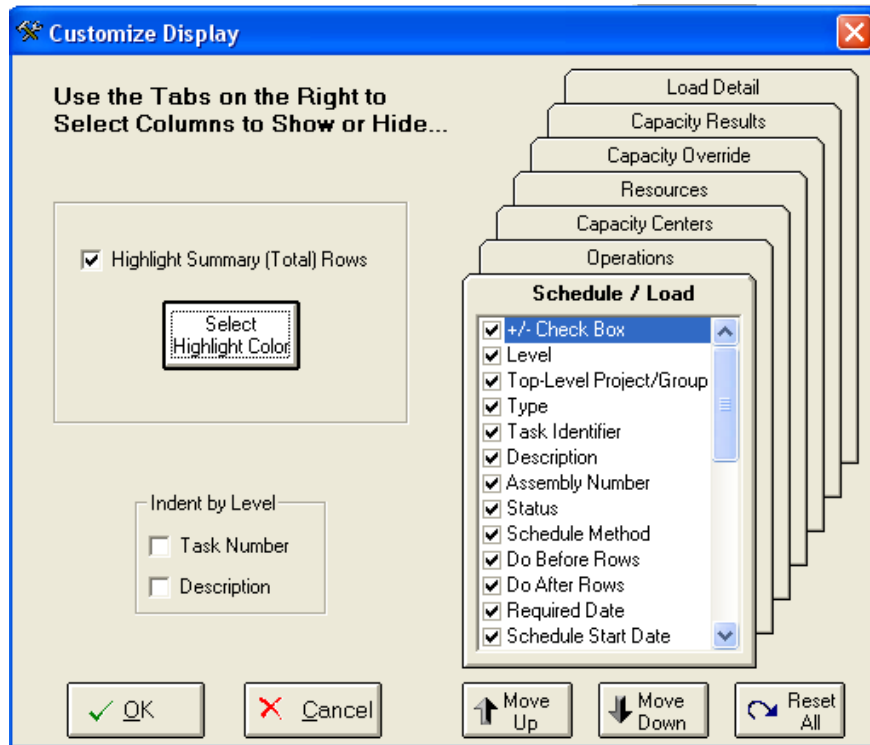 Customize Display
Use the Tabs on the Right to
Select Columns to Show or Hide...
Highlight Summary (Total) Rows
Select
Highlight Color
Indent by Level
Task Number
Description
Load Detail
Capacity Results
Capacity Override
Resources
Capacity Centers
Operations
Schedule / Load
+/- Check Box
Level
Top-Level Project/Group
Type
Task Identifier
Description
Assembly Number
Status
Schedule Method
Do Before Rows
Do After Rows
Required Date
Schedule Start Date
OK
Cancel
Move
Up
Move
Down
Reset
All